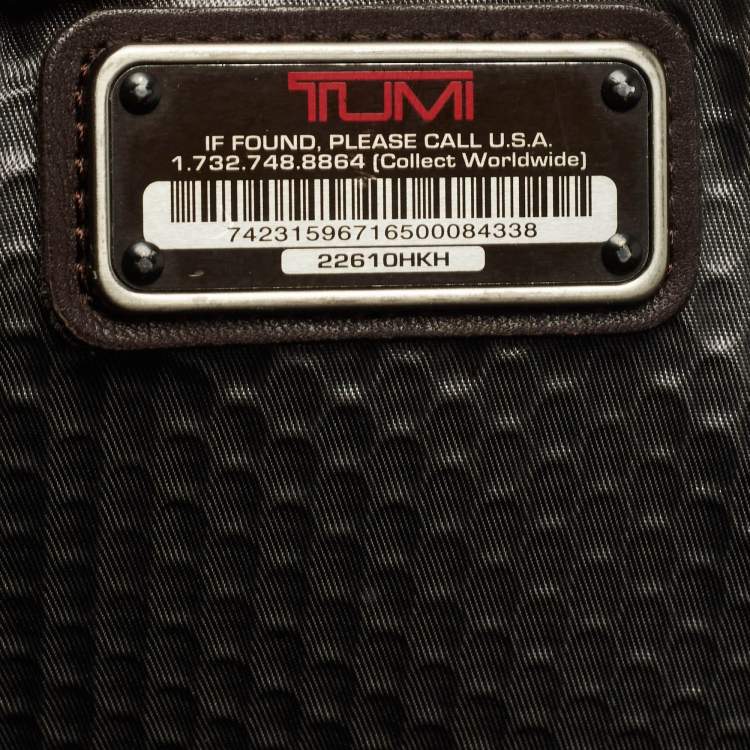 TUMI
IF FOUND, PLEASE CALL U.S.A.
1.732.748.8864 (Collect Worldwide)
74231596716500084338
22610HKH